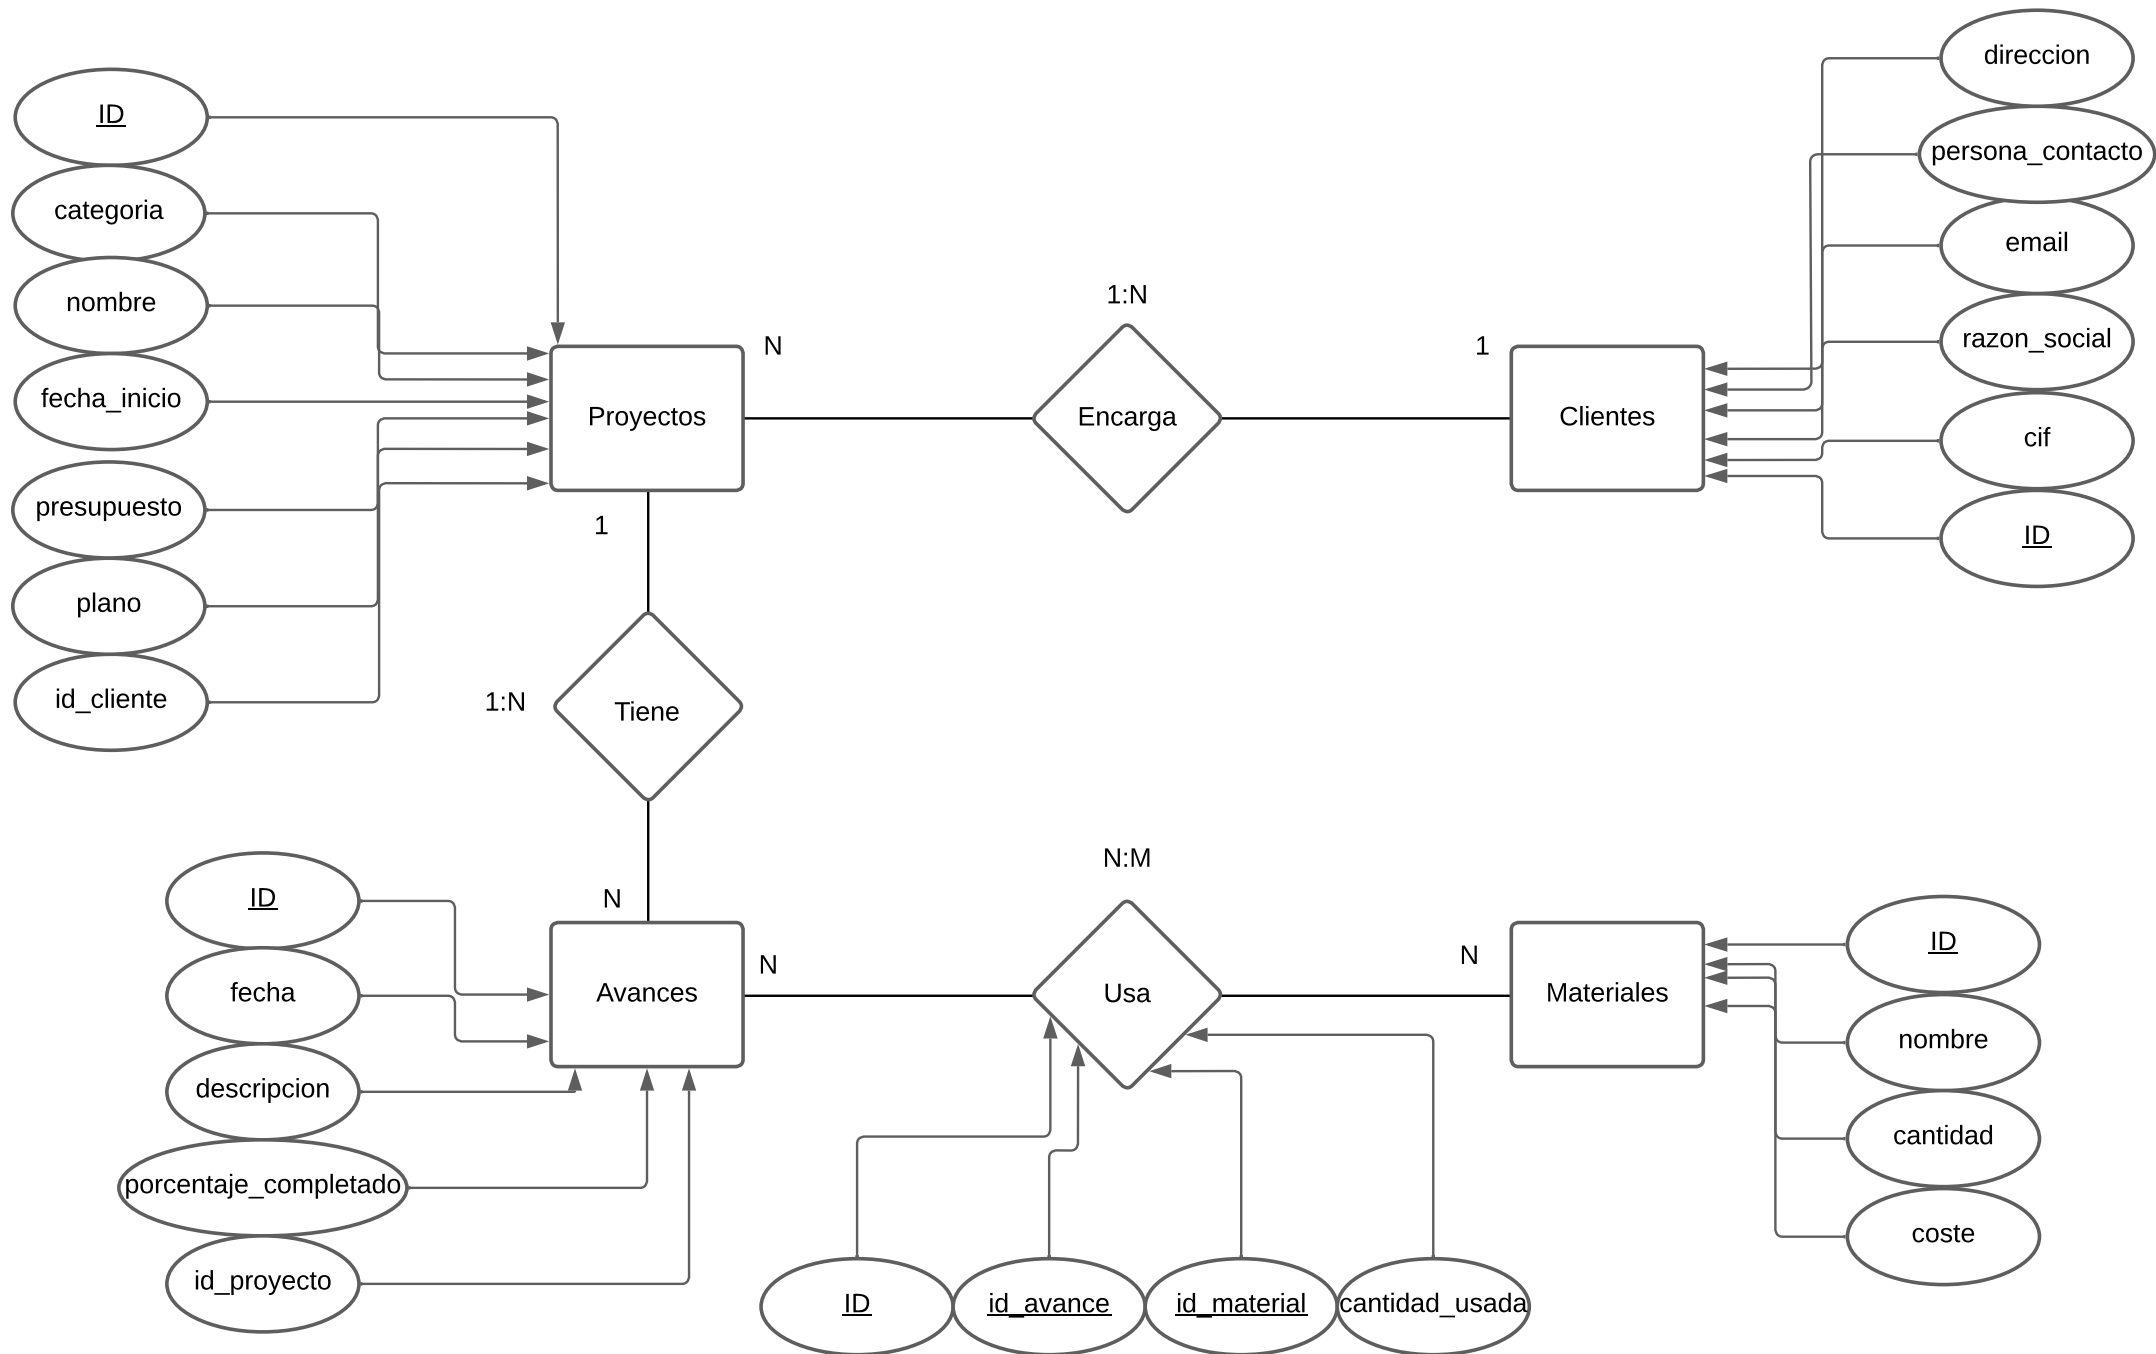 direccion
ID
persona_contacto
categoria
email
nombre
1:N
razon_social
N
1
fecha_inicio
Proyectos
Encarga
Clientes
cif
presupuesto
1
ID
plano
id_cliente
1:N
Tiene
N:M
ID
N
ID
N
N
fecha
Avances
Usa
Materiales
nombre
descripcion
cantidad
porcentaje_completado
coste
id_proyecto
ID
id_avance
id_material
cantidad_usada